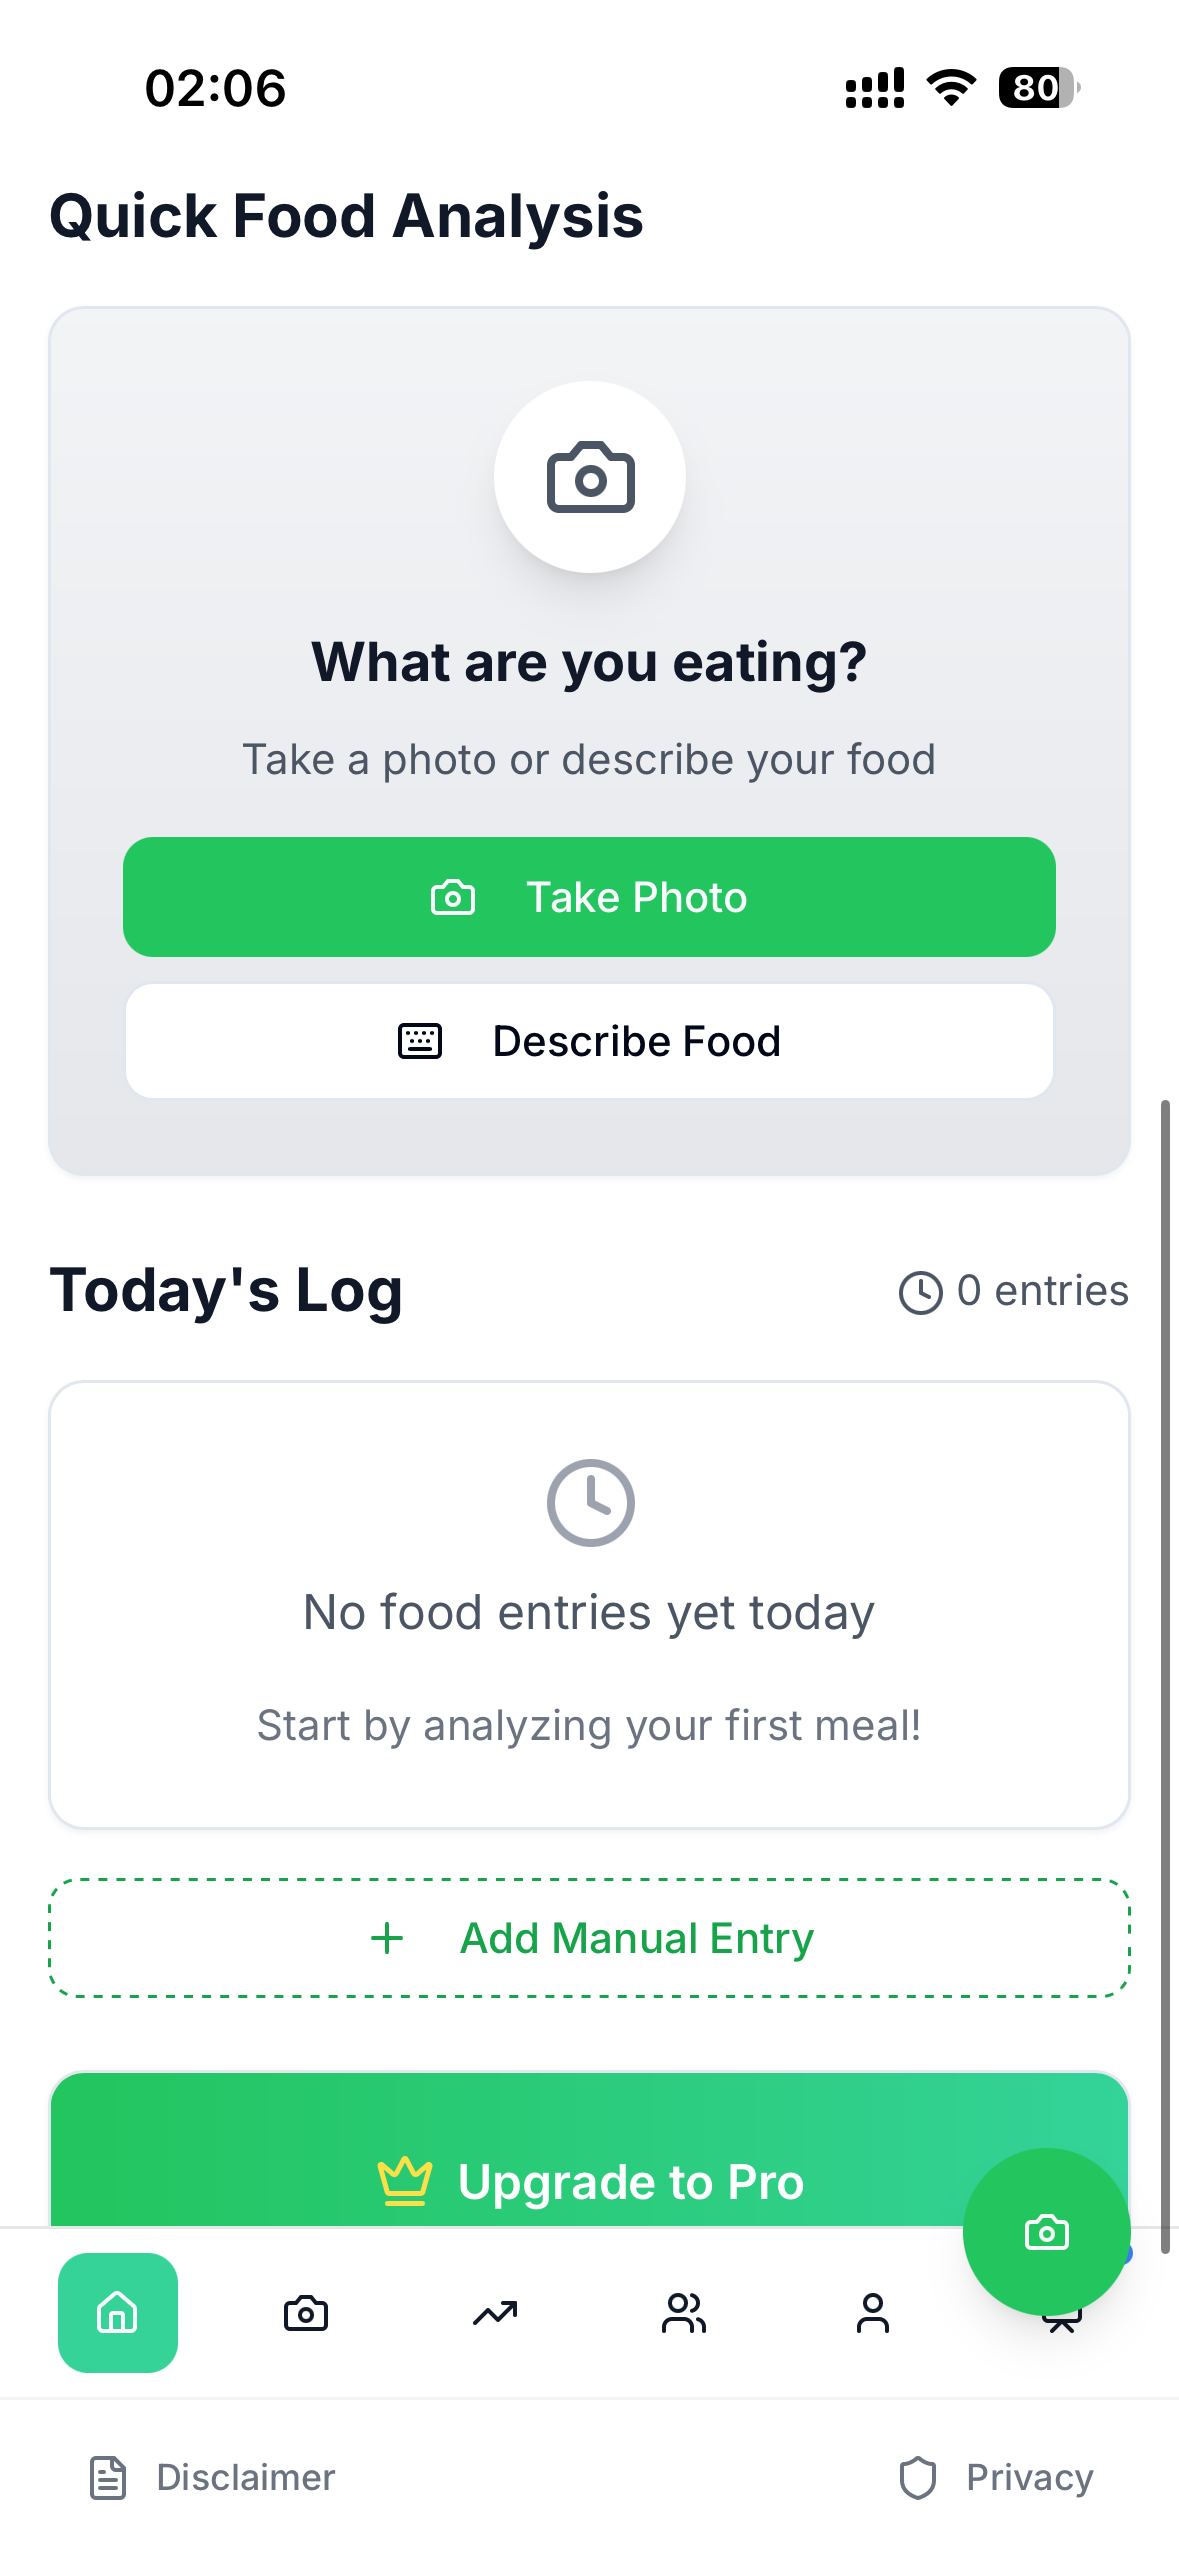 02:06
80
Quick Food Analysis
What are you eating?
Take a photo or describe your food
Take Photo
Describe Food
Today's Log
0 entries
No food entries yet today
Start by analyzing your first meal!
Add Manual Entry
Upgrade to Pro
Disclaimer
Privacy